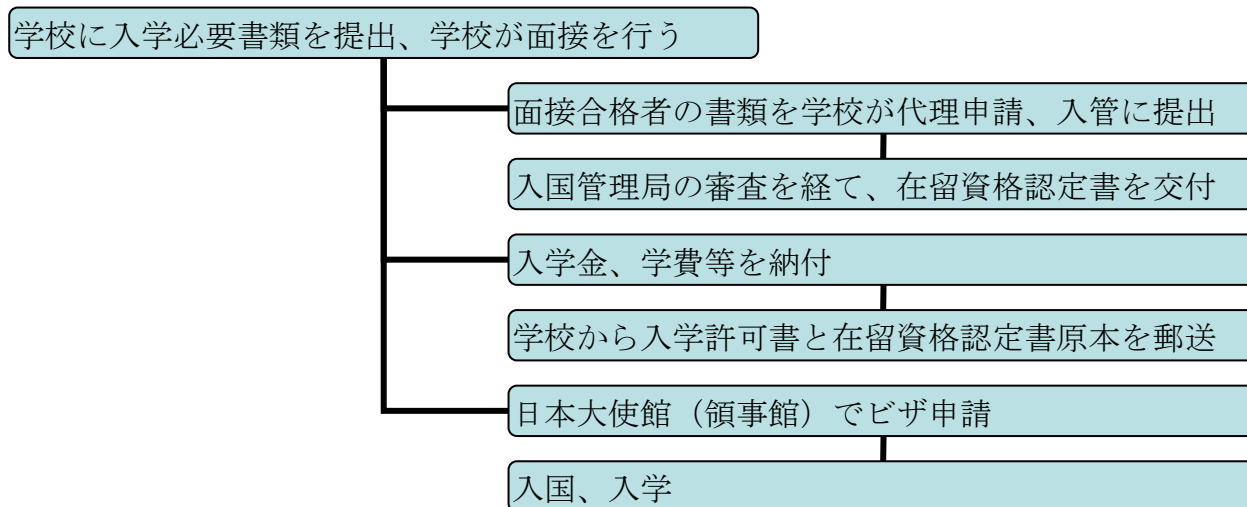 学校に入学必要書類を提出、学校が面接を行う
面接合格者の書類を学校が代理申請、入管に提出
入国管理局の審査を経て、在留資格認定書を交付
入学金、学費等を納付
学校から入学許可書と在留資格認定書原本を郵送
日本大使館（領事館）でビザ申請
入国、入学